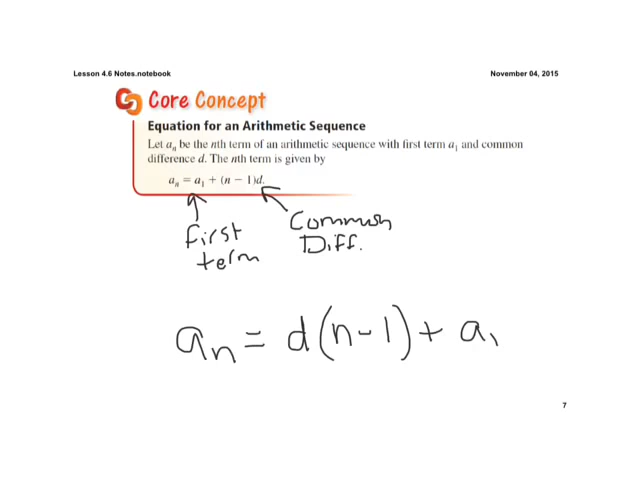 Lesson 4.6 Notes.notebook November 04, 2015
Core Concept
Equation for an Arithmetic Sequence
Let aₙ be the nth term of an arithmetic sequence with first term a₁ and common
difference d. The nth term is given by
aₙ = a₁ + (n − 1)d.
first
term
Common
Diff.
aₙ = d(n-1) + a₁
7